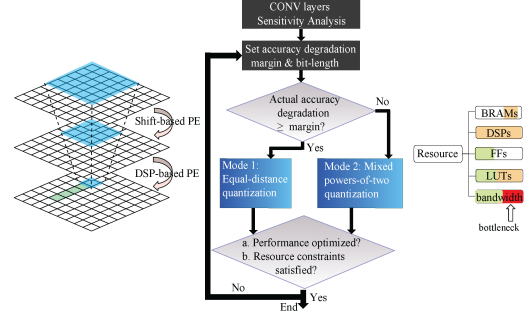 CONV layers
Sensitivity Analysis
Set accuracy degradation
margin & bit-length
Actual accuracy
degradation
≥ margin?
No
Yes
Mode 1:
Equal-distance
quantization
Mode 2: Mixed
powers-of-two
quantization
a. Performance optimized?
b. Resource constraints
satisfied?
No
Yes
End
Shift-based PE
DSP-based PE
Resource
BRAMs
DSPs
FFs
LUTs
bandwidth
bottleneck